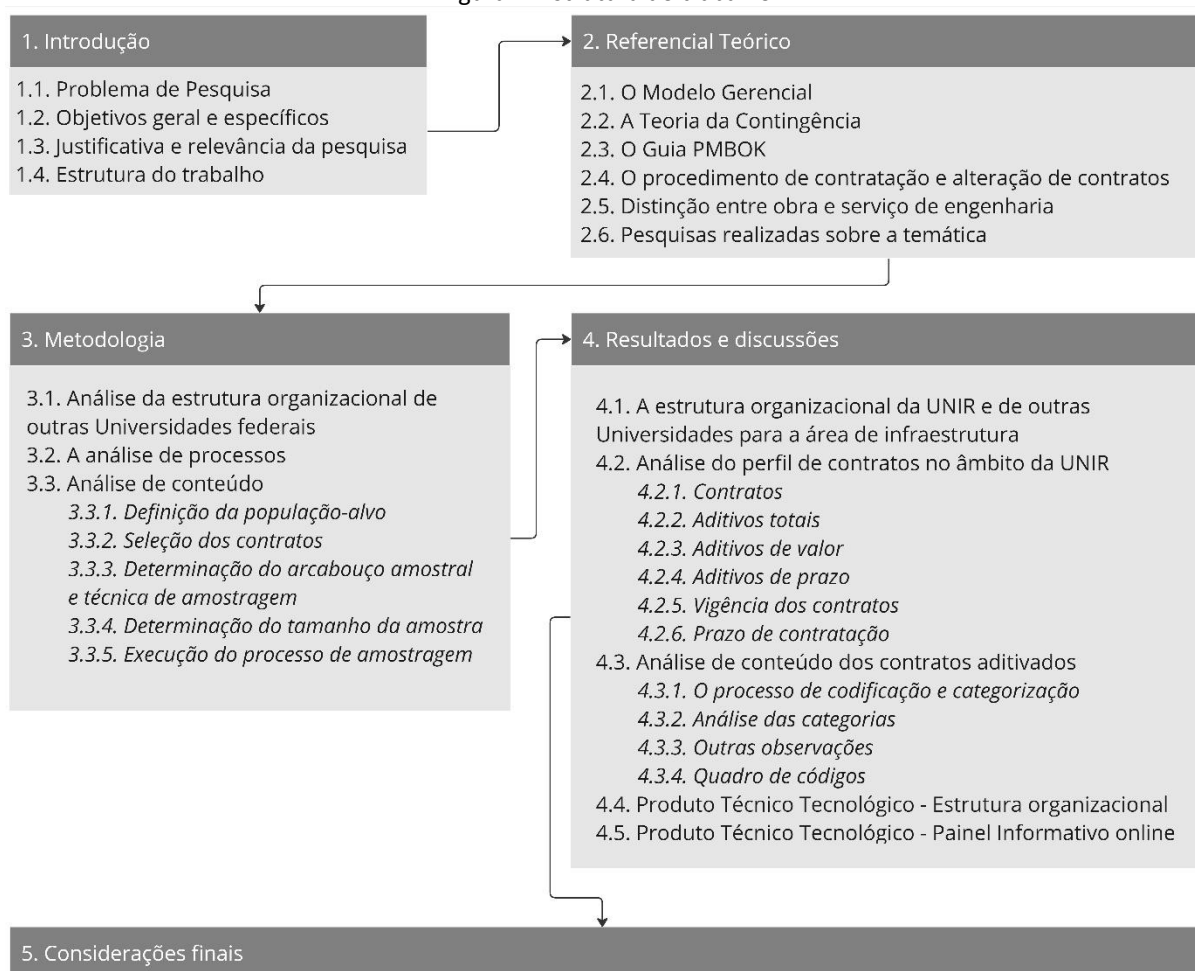 1. Introdução
1.1. Problema de Pesquisa
1.2. Objetivos geral e específicos
1.3. Justificativa e relevância da pesquisa
1.4. Estrutura do trabalho
2. Referencial Teórico
2.1. O Modelo Gerencial
2.2. A Teoria da Contingência
2.3. O Guia PMBOK
2.4. O procedimento de contratação e alteração de contratos
2.5. Distinção entre obra e serviço de engenharia
2.6. Pesquisas realizadas sobre a temática
3. Metodologia
3.1. Análise da estrutura organizacional de
outras Universidades federais
3.2. A análise de processos
3.3. Análise de conteúdo
3.3.1. Definição da população-alvo
3.3.2. Seleção dos contratos
3.3.3. Determinação do arcabouço amostral
e técnica de amostragem
3.3.4. Determinação do tamanho da amostra
3.3.5. Execução do processo de amostragem
4. Resultados e discussões
4.1. A estrutura organizacional da UNIR e de outras
Universidades para a área de infraestrutura
4.2. Análise do perfil de contratos no âmbito da UNIR
4.2.1. Contratos
4.2.2. Aditivos totais
4.2.3. Aditivos de valor
4.2.4. Aditivos de prazo
4.2.5. Vigência dos contratos
4.2.6. Prazo de contratação
4.3. Análise de conteúdo dos contratos aditivados
4.3.1. O processo de codificação e categorização
4.3.2. Análise das categorias
4.3.3. Outras observações
4.3.4. Quadro de códigos
4.4. Produto Técnico Tecnológico - Estrutura organizacional
4.5. Produto Técnico Tecnológico - Painel Informativo online
5. Considerações finais